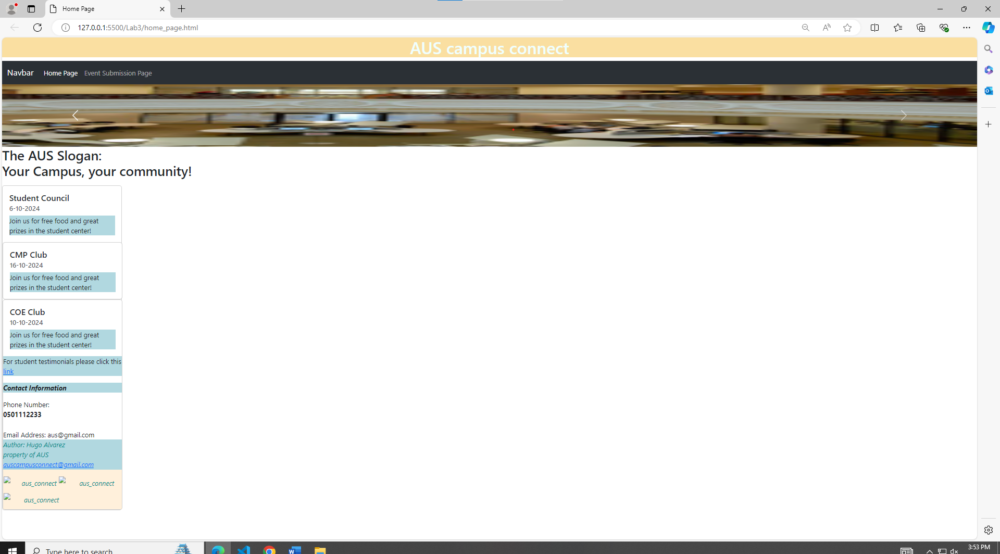 Home Page
127.0.0.1:5500/Lab3/home_page.html
AUS campus connect
Navbar Home Page Event Submission Page
The AUS Slogan:
Your Campus, your community!
Student Council
6-10-2024
Join us for free food and great
prizes in the student center!
CMP Club
16-10-2024
Join us for free food and great
prizes in the student center!
COE Club
10-10-2024
Join us for free food and great
prizes in the student center!
For student testimonials please click this
link
Contact Information
Phone Number:
0501112233
Email Address: aus@gmail.com
Author: Hugo Alvarez
property of AUS
auscampusconnect@gmail.com
aus_connect aus_connect
aus_connect
Type here to search
3:53 PM